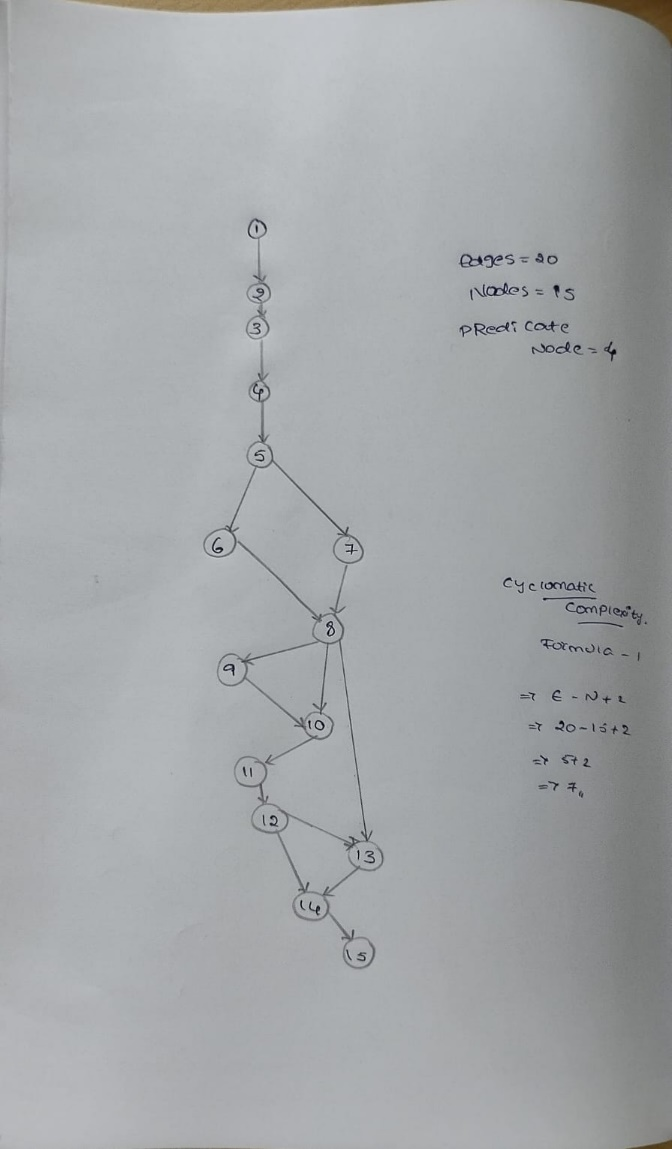 1
2
3
4
5
6
7
8
9
10
11
12
13
14
15
Edges = 20
Nodes = 15
PRedicate
Node = 4
Cyclomatic
Complexity.
Formula - 1
=> E - N + 2
=> 20 - 15 + 2
=> 5 + 2
=> 7